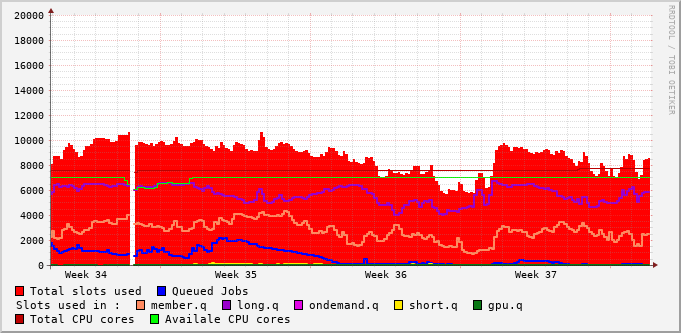 20000
18000
16000
14000
12000
10000
8000
6000
4000
2000
0
Week 34 Week 35 Week 36 Week 37
RRDTOOL / TOBI OETIKER
Total slots used Queued Jobs
Slots used in : member.q long.q ondemand.q short.q gpu.q
Total CPU cores Availale CPU cores